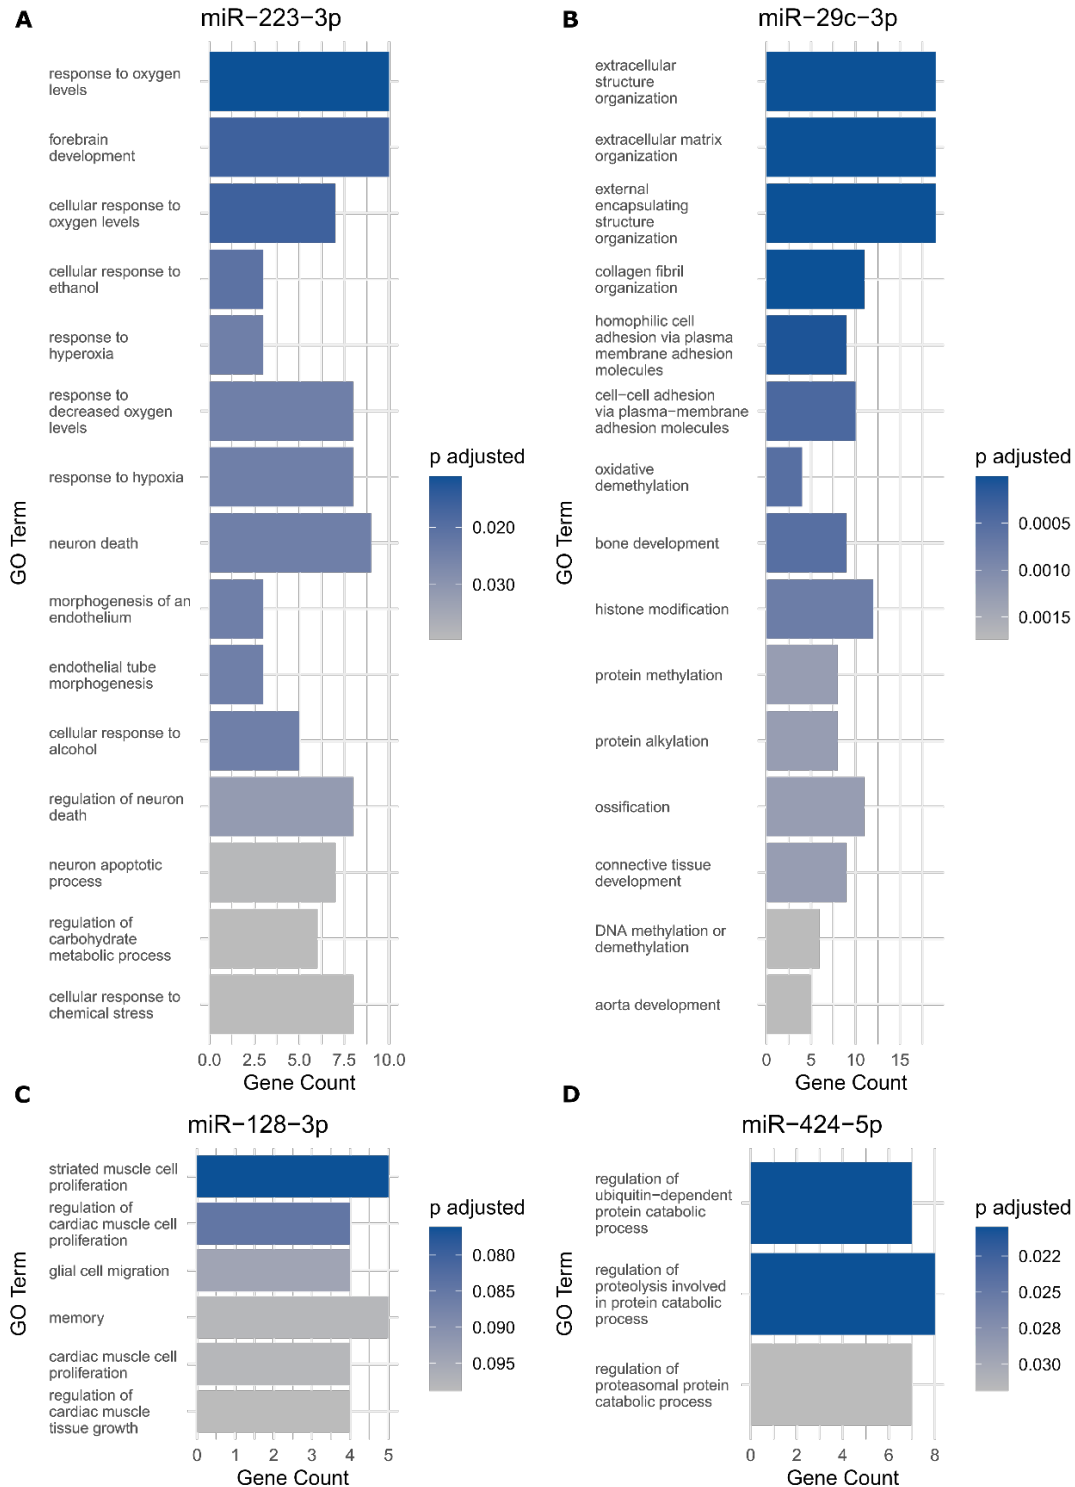 A
miR−223−3p
GO Term
response to oxygen
levels
forebrain
development
cellular response to
oxygen levels
cellular response to
ethanol
response to
hyperoxia
response to
decreased oxygen
levels
response to hypoxia
neuron death
morphogenesis of an
endothelium
endothelial tube
morphogenesis
cellular response to
alcohol
regulation of neuron
death
neuron apoptotic
process
regulation of
carbohydrate
metabolic process
cellular response to
chemical stress
0.0 2.5 5.0 7.5 10.0
Gene Count
p adjusted
0.020
0.030
B
miR−29c−3p
GO Term
extracellular
structure
organization
extracellular matrix
organization
external
encapsulating
structure
organization
collagen fibril
organization
homophilic cell
adhesion via plasma
membrane adhesion
molecules
cell−cell adhesion
via plasma−membrane
adhesion molecules
oxidative
demethylation
bone development
histone modification
protein methylation
protein alkylation
ossification
connective tissue
development
DNA methylation or
demethylation
aorta development
0 5 10 15
Gene Count
p adjusted
0.0005
0.0010
0.0015
C
miR−128−3p
GO Term
striated muscle cell
proliferation
regulation of
cardiac muscle cell
proliferation
glial cell migration
memory
cardiac muscle cell
proliferation
regulation of
cardiac muscle
tissue growth
0 1 2 3 4 5
Gene Count
p adjusted
0.080
0.085
0.090
0.095
D
miR−424−5p
GO Term
regulation of
ubiquitin−dependent
protein catabolic
process
regulation of
proteolysis involved
in protein catabolic
process
regulation of
proteasomal protein
catabolic process
0 2 4 6 8
Gene Count
p adjusted
0.022
0.025
0.028
0.030